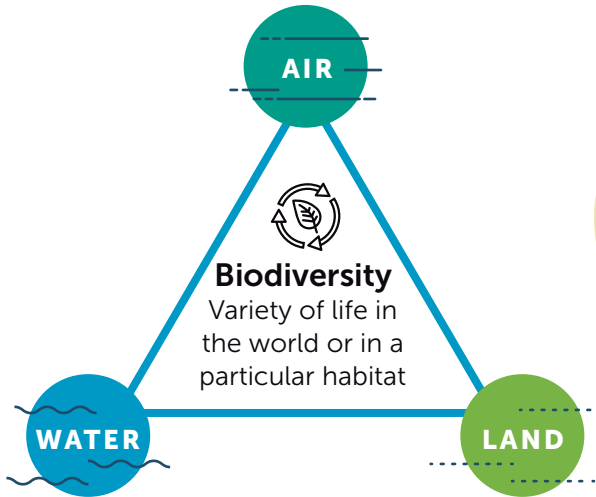 AIR
Biodiversity
Variety of life in
the world or in a
particular habitat
WATER
LAND